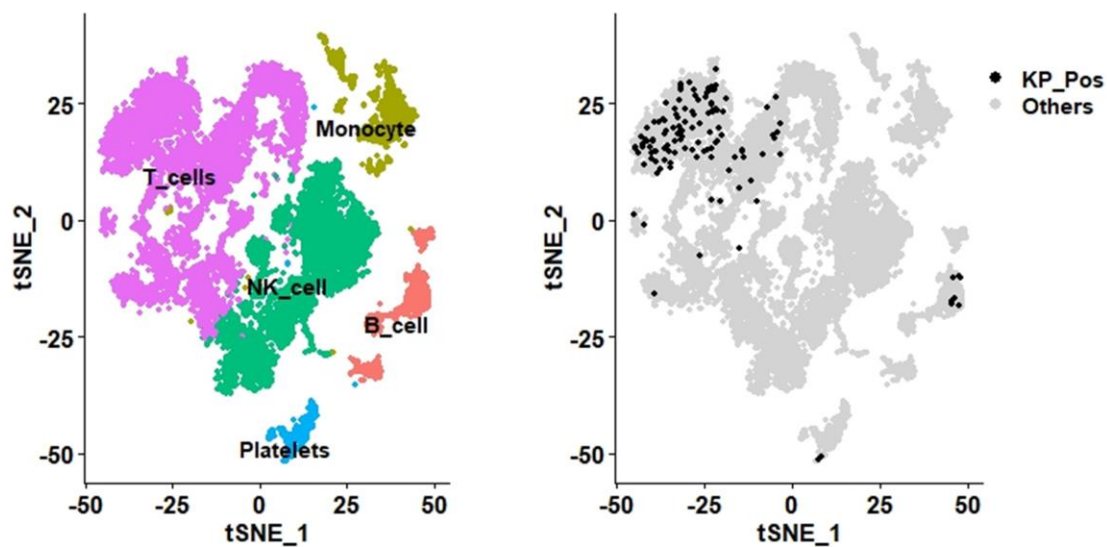 25
0
-25
-50
tSNE_2
Monocyte
T_cells
NK_cell
B_cell
Platelets
-50 -25 0 25 50
tSNE_1
25
0
-25
-50
tSNE_2
-50 -25 0 25 50
tSNE_1
KP_Pos
Others